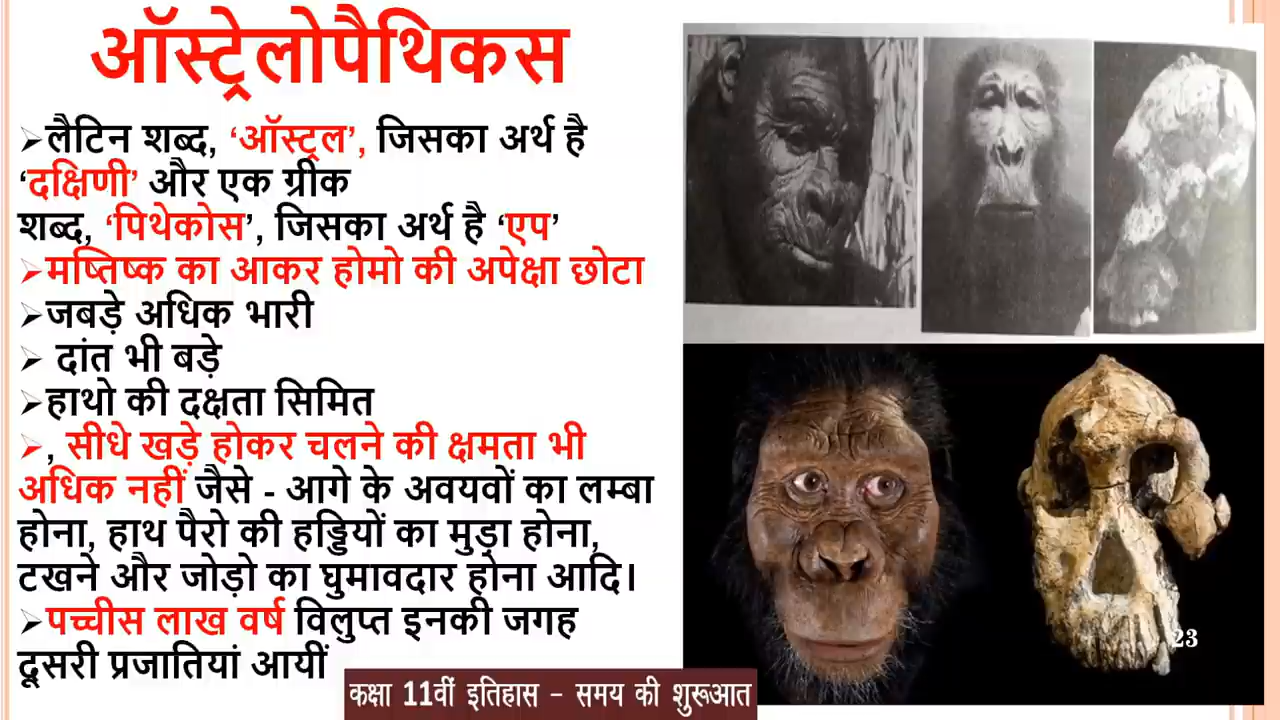 ऑस्ट्रेलोपैथिकस
➢लैटिन शब्द, ‘ऑस्ट्रल’, जिसका अर्थ है
‘दक्षिणी’ और एक ग्रीक
शब्द, ‘पिथेकोस’, जिसका अर्थ है ‘एप’
➢मष्तिष्क का आकर होमो की अपेक्षा छोटा
➢जबड़े अधिक भारी
➢ दांत भी बड़े
➢हाथो की दक्षता सिमित
➢, सीधे खड़े होकर चलने की क्षमता भी
अधिक नहीं जैसे - आगे के अवयवों का लम्बा
होना, हाथ पैरो की हड्डियों का मुड़ा होना,
टखने और जोड़ो का घुमावदार होना आदि।
➢पच्चीस लाख वर्ष विलुप्त इनकी जगह
दूसरी प्रजातियां आयीं
23
कक्षा 11वीं इतिहास - समय की शुरूआत